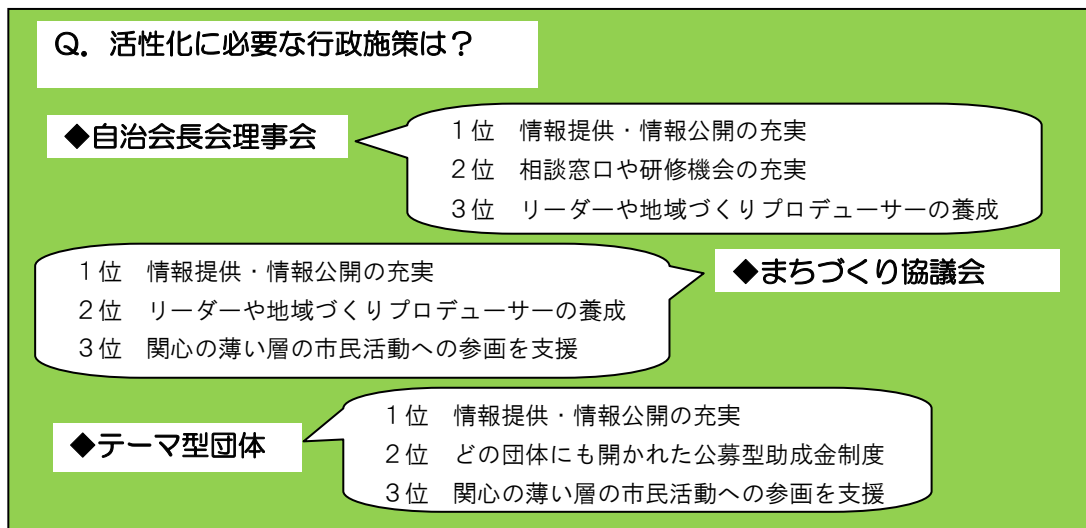 Q. 活性化に必要な行政施策は？
◆自治会長会理事会
１位　情報提供・情報公開の充実
２位　相談窓口や研修機会の充実
３位　リーダーや地域づくりプロデューサーの養成
◆まちづくり協議会
１位　情報提供・情報公開の充実
２位　リーダーや地域づくりプロデューサーの養成
３位　関心の薄い層の市民活動への参画を支援
◆テーマ型団体
１位　情報提供・情報公開の充実
２位　どの団体にも開かれた公募型助成金制度
３位　関心の薄い層の市民活動への参画を支援